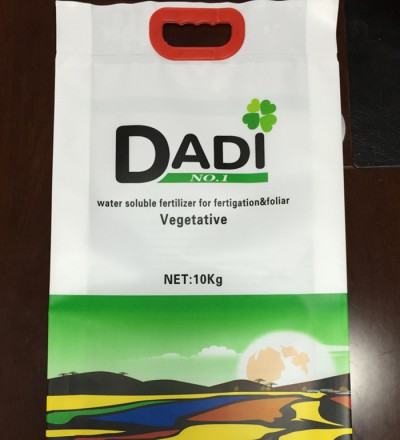 DADI
NO.1
water soluble fertilizer for fertigation&foliar
Vegetative
NET:10Kg